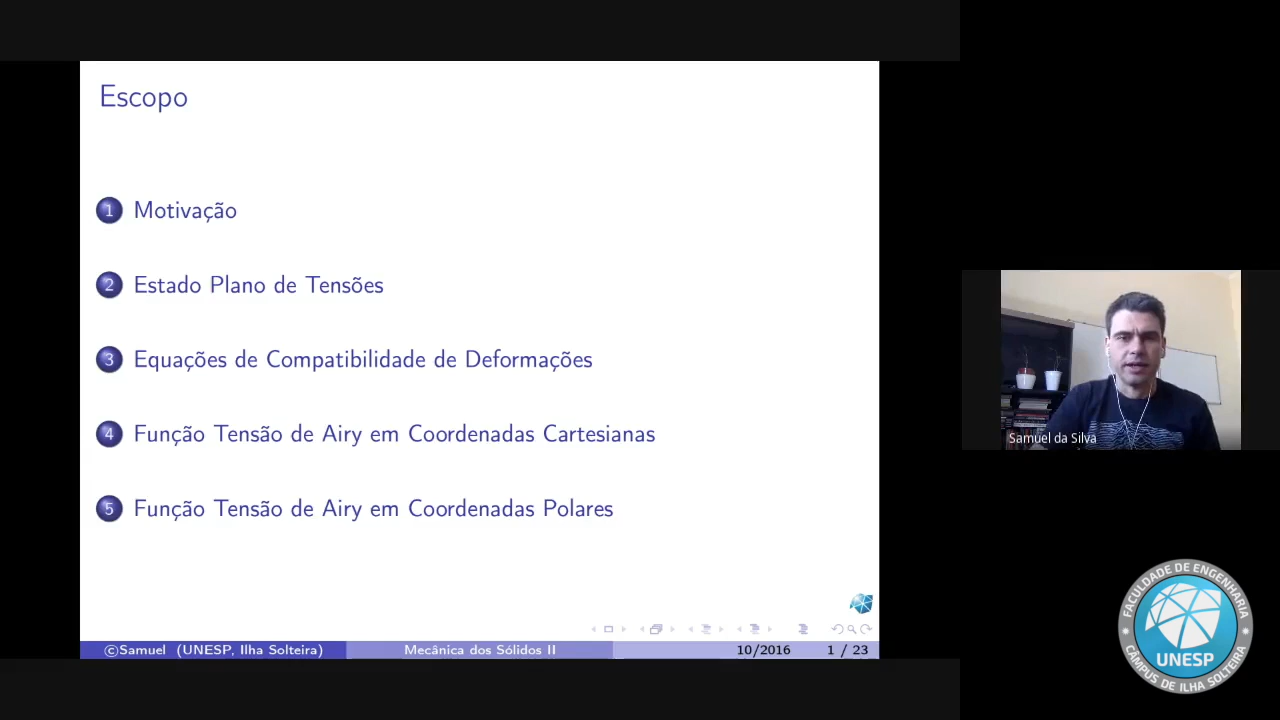 Escopo
1 Motivação
2 Estado Plano de Tensões
3 Equações de Compatibilidade de Deformações
4 Função Tensão de Airy em Coordenadas Cartesianas
5 Função Tensão de Airy em Coordenadas Polares
©Samuel (UNESP, Ilha Solteira) Mecânica dos Sólidos II 10/2016 1 / 23
Samuel da Silva
FACULDADE DE ENGENHARIA
UNESP
CÂMPUS DE ILHA SOLTEIRA